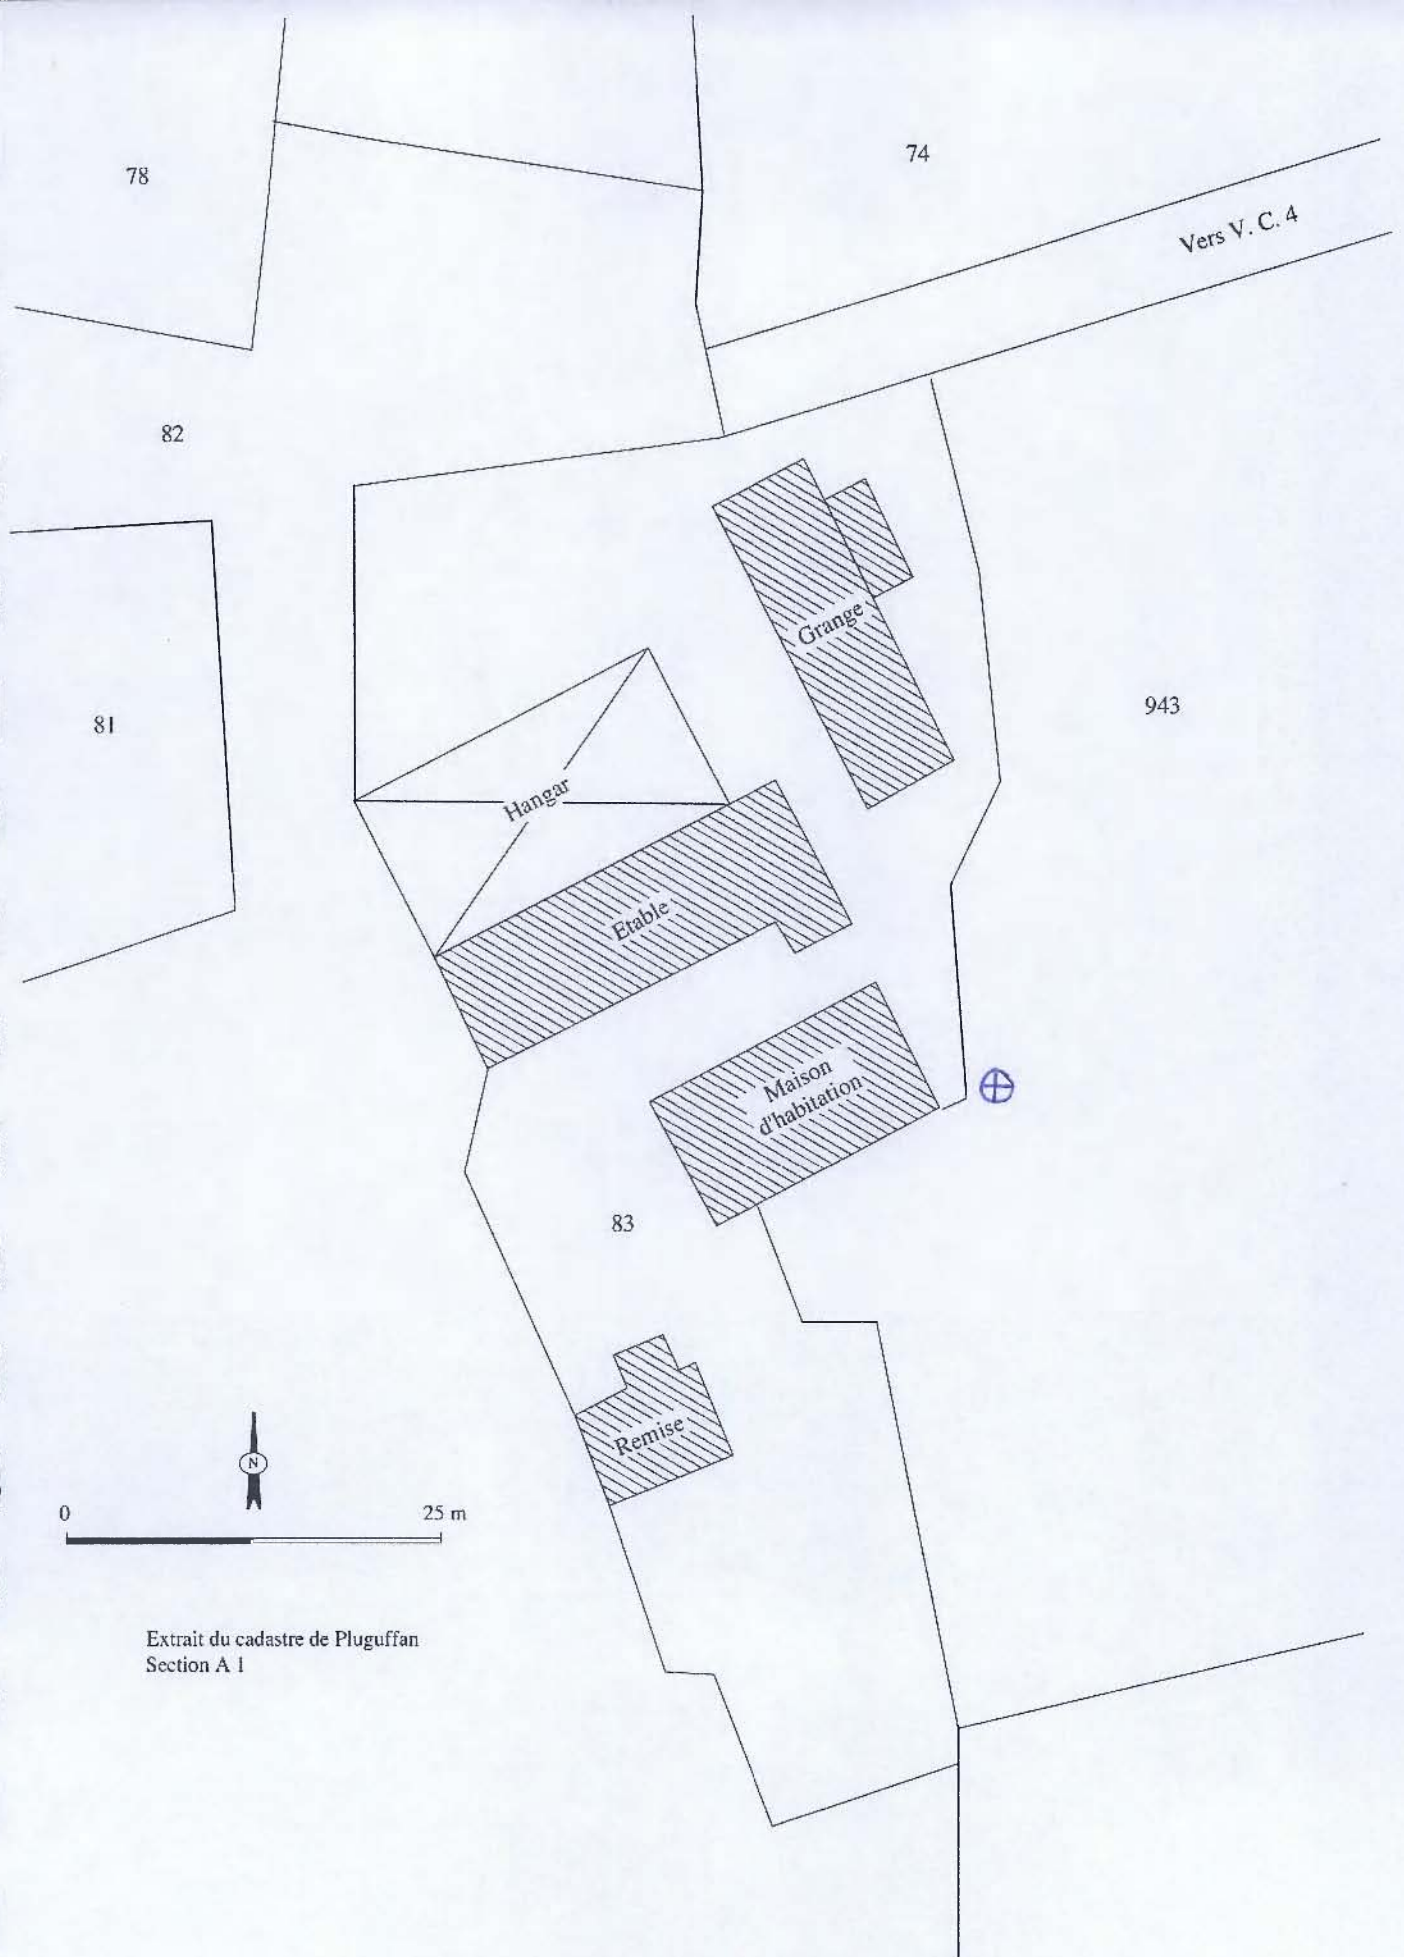 78
74
Vers V. C. 4
82
Grange
943
81
Hangar
Etable
Maison
d'habitation
83
Remise
N
0 25 m
Extrait du cadastre de Pluguffan
Section A 1